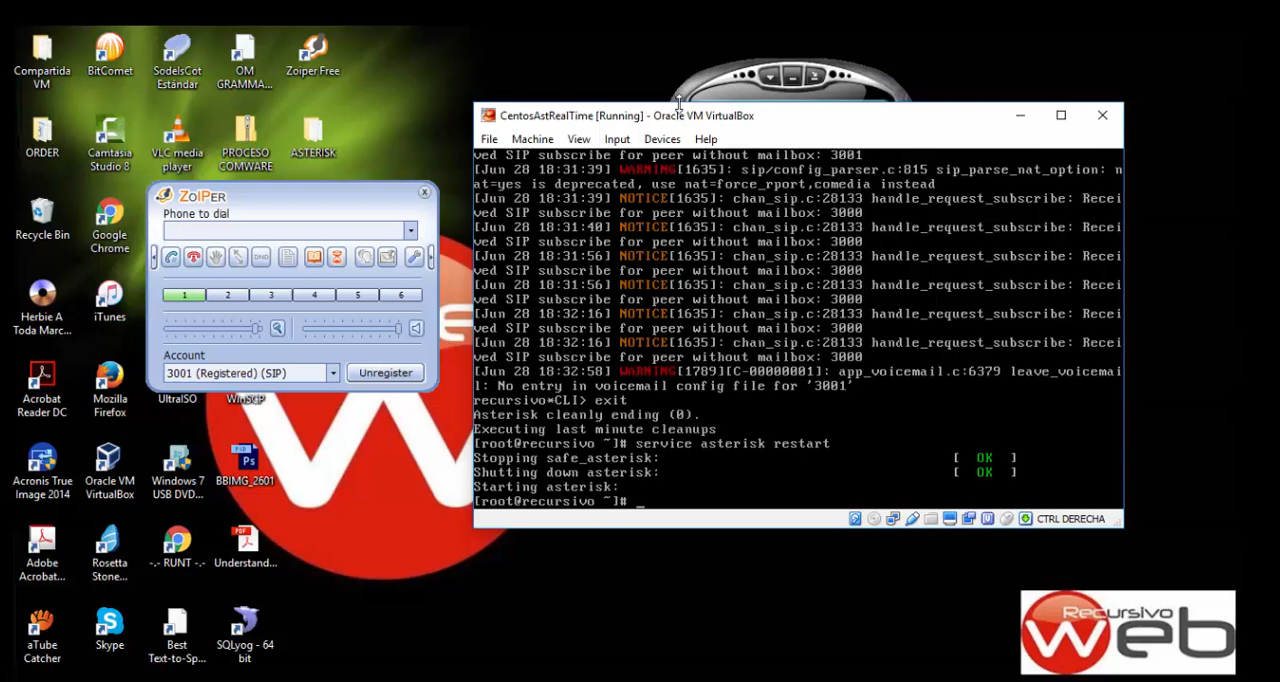 Compartida
VM
BitComet
SodelsCot
Estándar
OM
GRAMMA...
Zoiper Free
ORDER
Camtasia
Studio 8
VLC media
player
PROCESO
COMWARE
ASTERISK
Recycle Bin
Google
Chrome
Herbie A
Toda Marc...
iTunes
Acrobat
Reader DC
Mozilla
Firefox
UltraISO
WinSCP
Acronis True
Image 2014
Oracle VM
VirtualBox
Windows 7
USB DVD...
BBIMG_2601
Adobe
Acrobat...
Rosetta
Stone...
-.- RUNT -.-
Understand...
aTube
Catcher
Skype
Best
Text-to-Sp...
SQLyog - 64
bit
ZoIPER
Phone to dial
DND
1 2 3 4 5 6
Account
3001 (Registered) (SIP)
Unregister
CentosAstRealTime [Running] - Oracle VM VirtualBox
File Machine View Input Devices Help
ved SIP subscribe for peer without mailbox: 3001
[Jun 28 18:31:39] WARNING[1635]: sip/config_parser.c:815 sip_parse_nat_option: n
at=yes is deprecated, use nat=force_rport,comedia instead
[Jun 28 18:31:39] NOTICE[1635]: chan_sip.c:28133 handle_request_subscribe: Recei
ved SIP subscribe for peer without mailbox: 3000
[Jun 28 18:31:40] NOTICE[1635]: chan_sip.c:28133 handle_request_subscribe: Recei
ved SIP subscribe for peer without mailbox: 3000
[Jun 28 18:31:56] NOTICE[1635]: chan_sip.c:28133 handle_request_subscribe: Recei
ved SIP subscribe for peer without mailbox: 3000
[Jun 28 18:31:56] NOTICE[1635]: chan_sip.c:28133 handle_request_subscribe: Recei
ved SIP subscribe for peer without mailbox: 3000
[Jun 28 18:32:16] NOTICE[1635]: chan_sip.c:28133 handle_request_subscribe: Recei
ved SIP subscribe for peer without mailbox: 3000
[Jun 28 18:32:16] NOTICE[1635]: chan_sip.c:28133 handle_request_subscribe: Recei
ved SIP subscribe for peer without mailbox: 3000
[Jun 28 18:32:58] WARNING[1789][C-00000001]: app_voicemail.c:6379 leave_voicemai
l: No entry in voicemail config file for '3001'
recursivo*CLI> exit
Asterisk cleanly ending (0).
Executing last minute cleanups
[root@recursivo ~]# service asterisk restart
Stopping safe_asterisk: [ OK ]
Shutting down asterisk: [ OK ]
Starting asterisk:
[root@recursivo ~]# _
CTRL DERECHA
Recursivo
Web